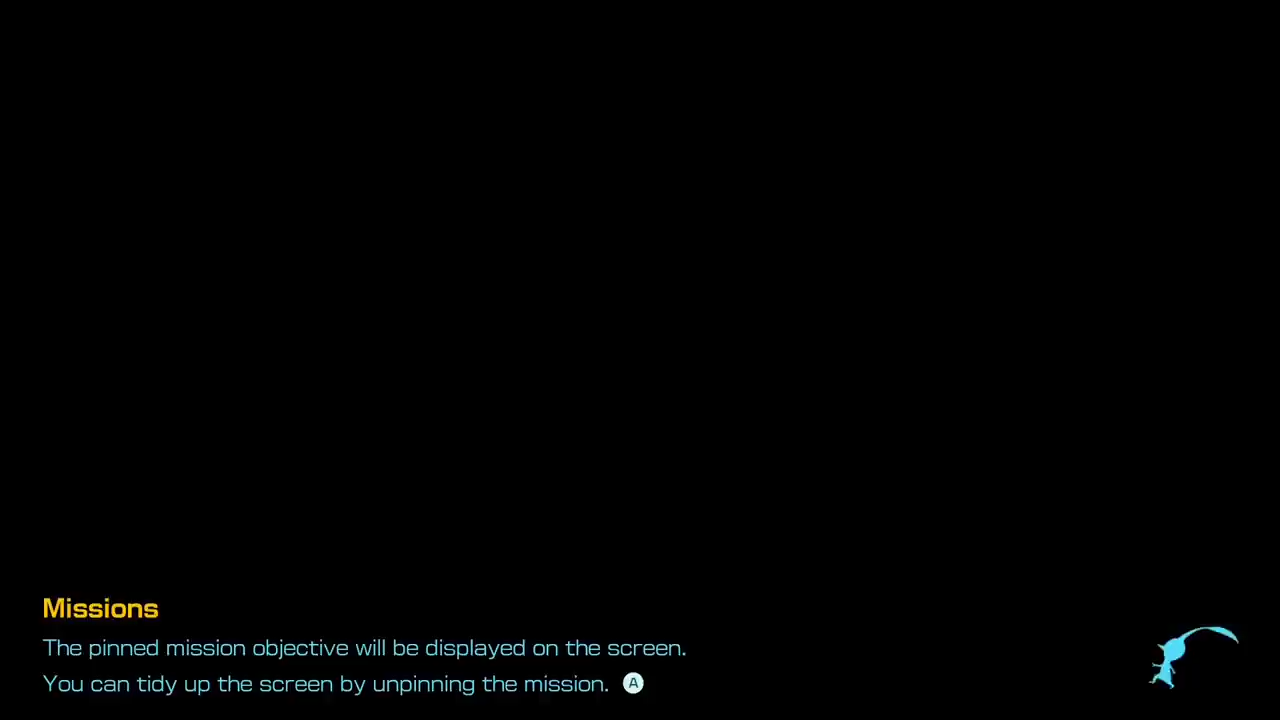 Missions
The pinned mission objective will be displayed on the screen.
You can tidy up the screen by unpinning the mission. A